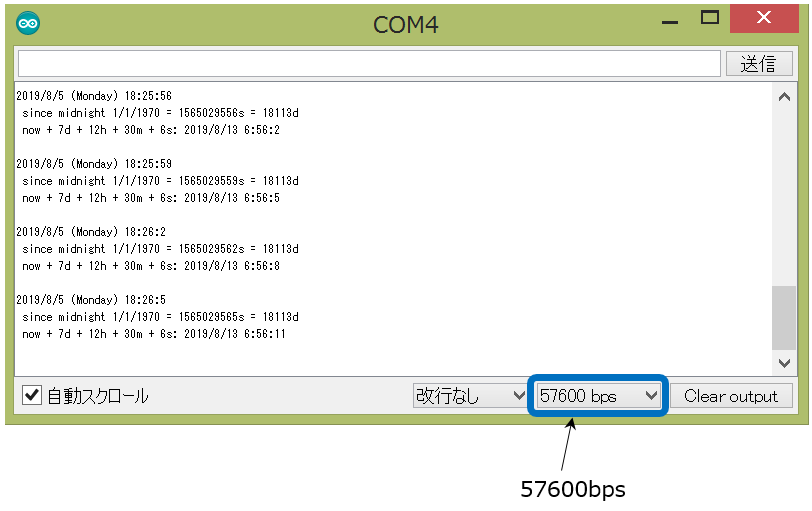 COM4
送信
2019/8/5 (Monday) 18:25:56
since midnight 1/1/1970 = 1565029556s = 18113d
now + 7d + 12h + 30m + 6s: 2019/8/13 6:56:2
2019/8/5 (Monday) 18:25:59
since midnight 1/1/1970 = 1565029559s = 18113d
now + 7d + 12h + 30m + 6s: 2019/8/13 6:56:5
2019/8/5 (Monday) 18:26:2
since midnight 1/1/1970 = 1565029562s = 18113d
now + 7d + 12h + 30m + 6s: 2019/8/13 6:56:8
2019/8/5 (Monday) 18:26:5
since midnight 1/1/1970 = 1565029565s = 18113d
now + 7d + 12h + 30m + 6s: 2019/8/13 6:56:11
自動スクロール 改行なし 57600 bps Clear output
57600bps